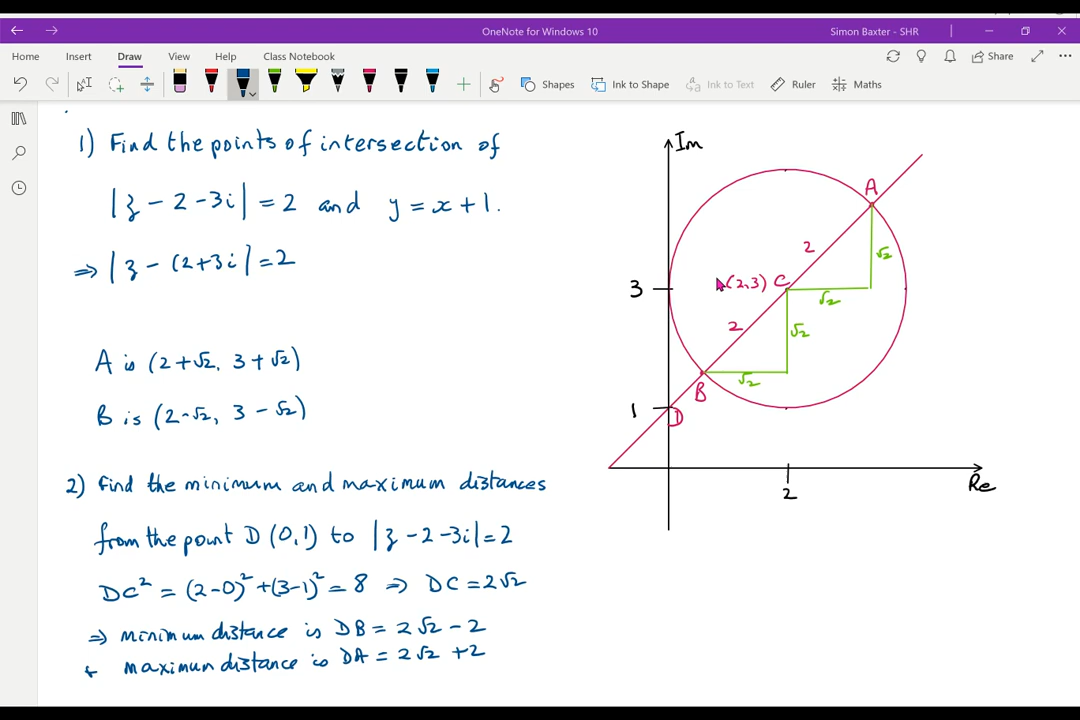 OneNote for Windows 10
Simon Baxter - SHR
Home Insert Draw View Help Class Notebook
Share
Shapes Ink to Shape Ink to Text Ruler Maths
1) Find the points of intersection of
|z - 2 - 3i| = 2 and y = x + 1.
⇒ |z - (2+3i| = 2
A is (2+√2, 3+√2)
B is (2-√2, 3-√2)
2) Find the minimum and maximum distances
from the point D (0,1) to |z - 2 - 3i| = 2
DC² = (2-0)² + (3-1)² = 8 ⇒ DC = 2√2
⇒ minimum distance is DB = 2√2 - 2
+ maximum distance is DA = 2√2 + 2
Im
A
2
√2
3
(2,3) C
√2
2
√2
√2
B
1
D
Re
2